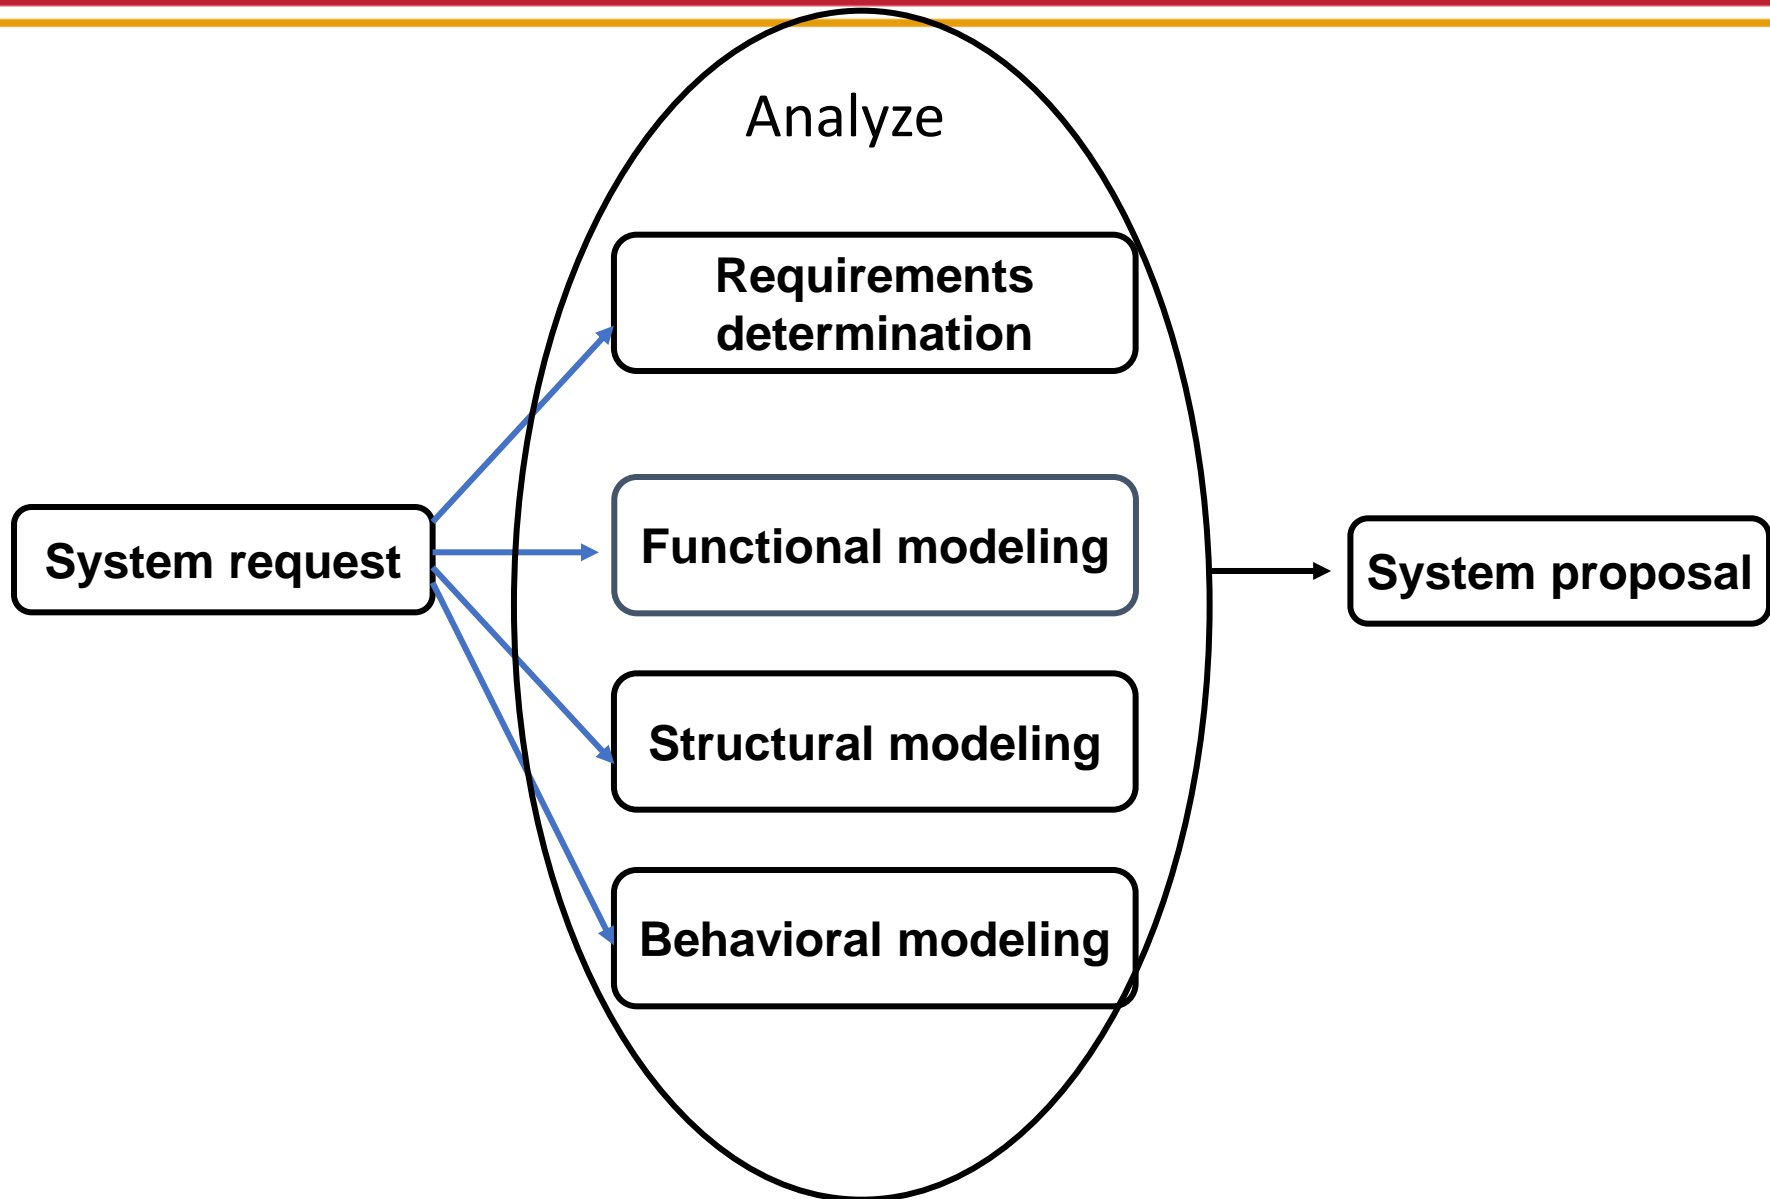 Analyze
Requirements
determination
System request
Functional modeling
System proposal
Structural modeling
Behavioral modeling